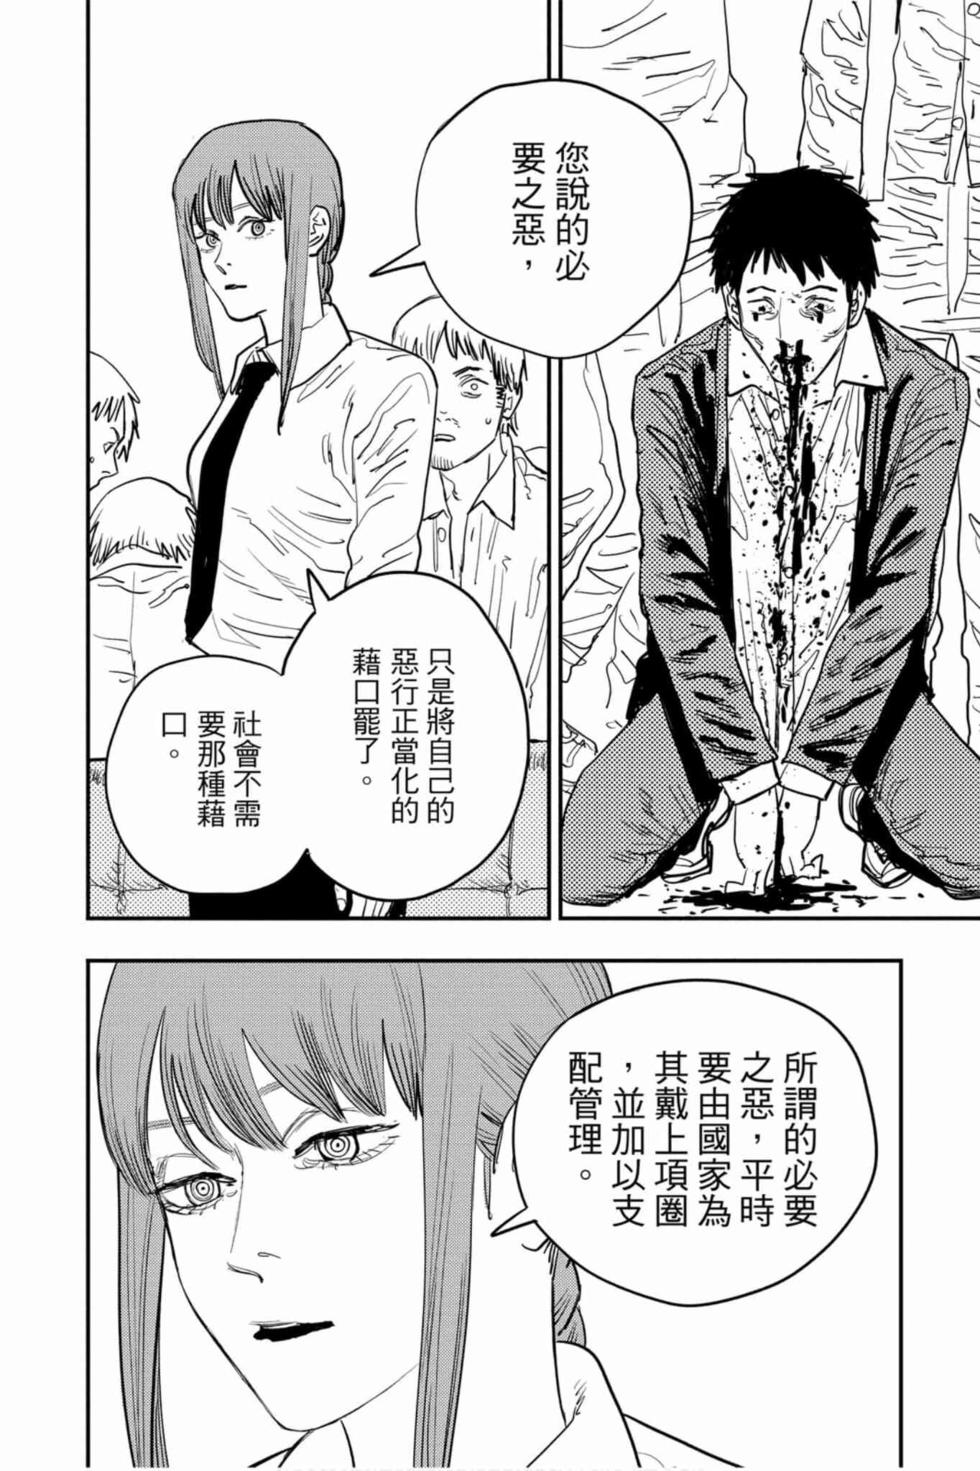 您說的必
要之惡，
只是將自己的
惡行正當化的
藉口罷了。
社會不需
要那種藉
口。
所謂的必要
之惡，平時
要由國家為
其戴上項圈
，並加以支
配管理。